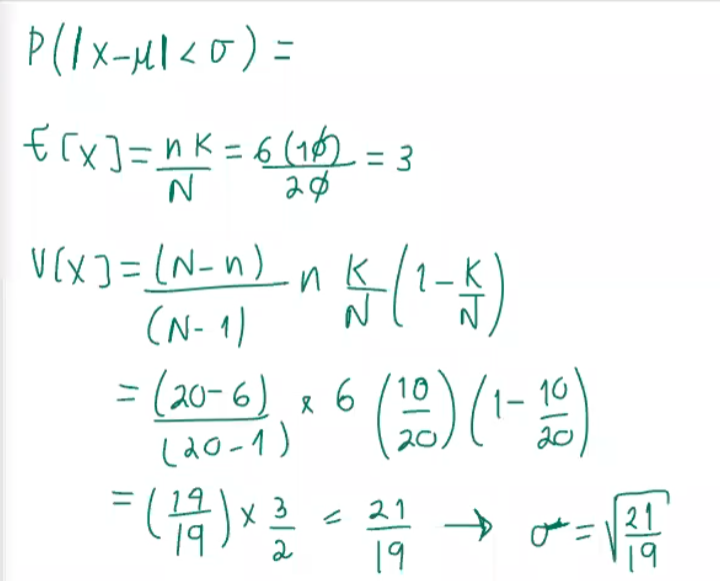 P(|x-μ|<σ) =
E[x] = nK/N = 6(10)/20 = 3
V[x] = (N-n)/(N-1) n K/N (1-K/N)
= (20-6)/(20-1) × 6 (10/20)(1-10/20)
= (14/19) × 3/2 = 21/19 → σ = √(21/19)